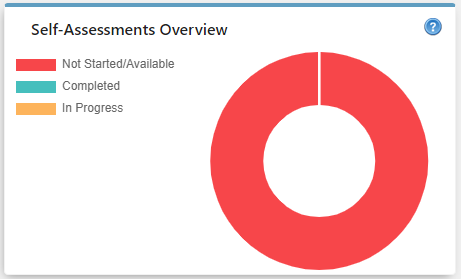 Self-Assessments Overview
?
Not Started/Available
Completed
In Progress